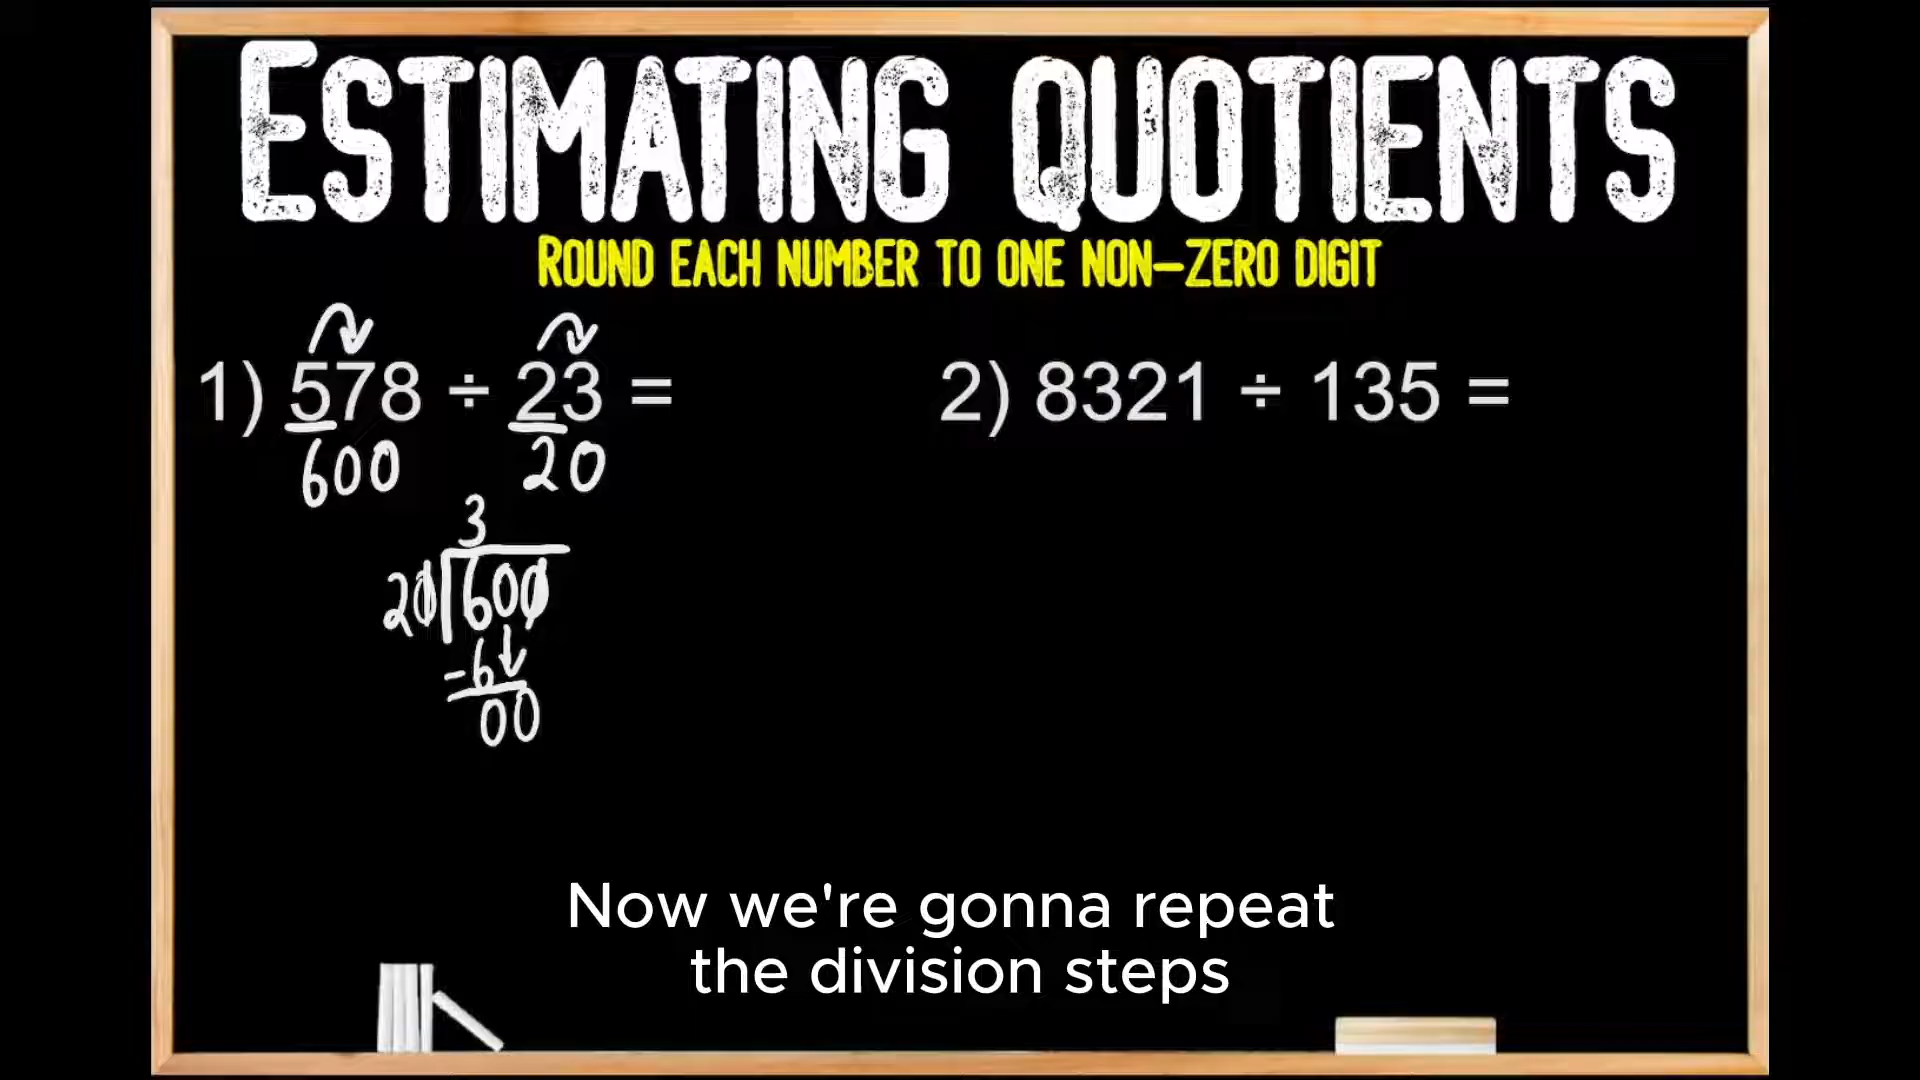 ESTIMATING QUOTIENTS
ROUND EACH NUMBER TO ONE NON-ZERO DIGIT
1) 578 ÷ 23 =
600 20
3
20 600
-6
00
2) 8321 ÷ 135 =
Now we're gonna repeat
the division steps